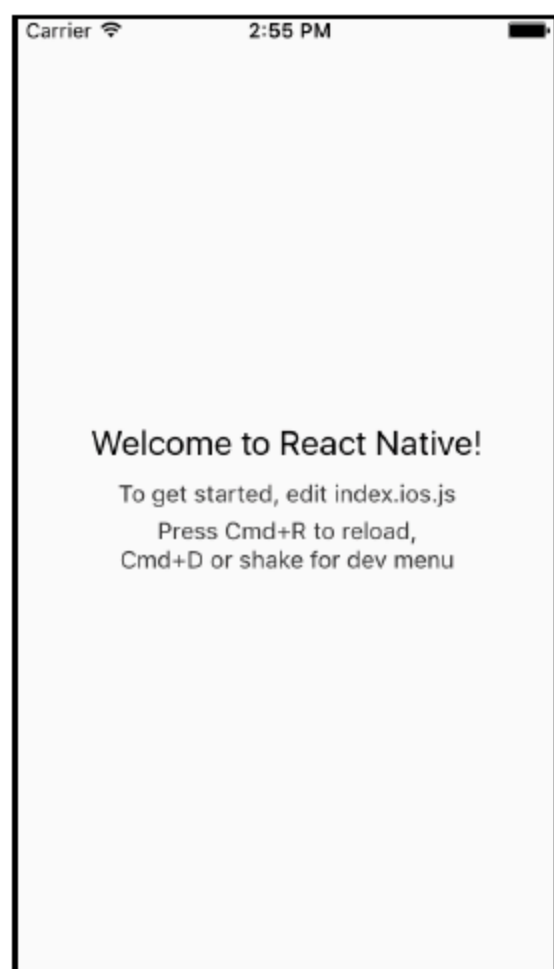 Carrier 2:55 PM
Welcome to React Native!
To get started, edit index.ios.js
Press Cmd+R to reload,
Cmd+D or shake for dev menu